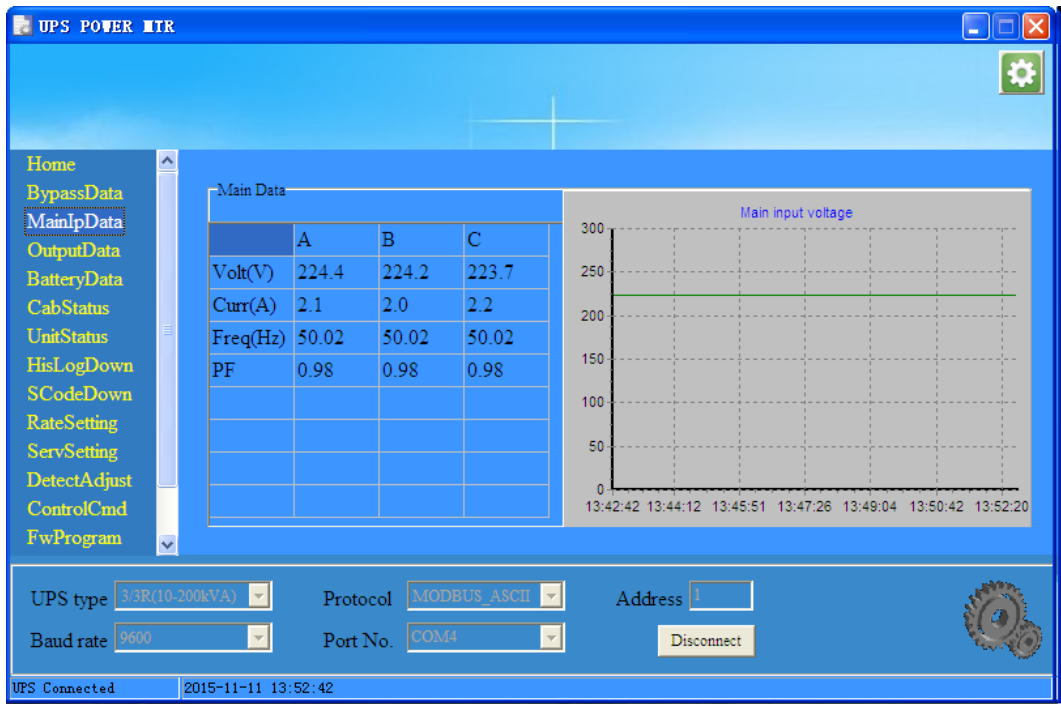 UPS POWER MTR
Home
BypassData
MainIpData
OutputData
BatteryData
CabStatus
UnitStatus
HisLogDown
SCodeDown
RateSetting
ServSetting
DetectAdjust
ControlCmd
FwProgram
Main Data
A B C
Volt(V) 224.4 224.2 223.7
Curr(A) 2.1 2.0 2.2
Freq(Hz) 50.02 50.02 50.02
PF 0.98 0.98 0.98
Main input voltage
300
250
200
150
100
50
0
13:42:42 13:44:12 13:45:51 13:47:26 13:49:04 13:50:42 13:52:20
UPS type 3/3R(10-200kVA) Protocol MODBUS_ASCII Address 1
Baud rate 9600 Port No. COM4 Disconnect
UPS Connected 2015-11-11 13:52:42